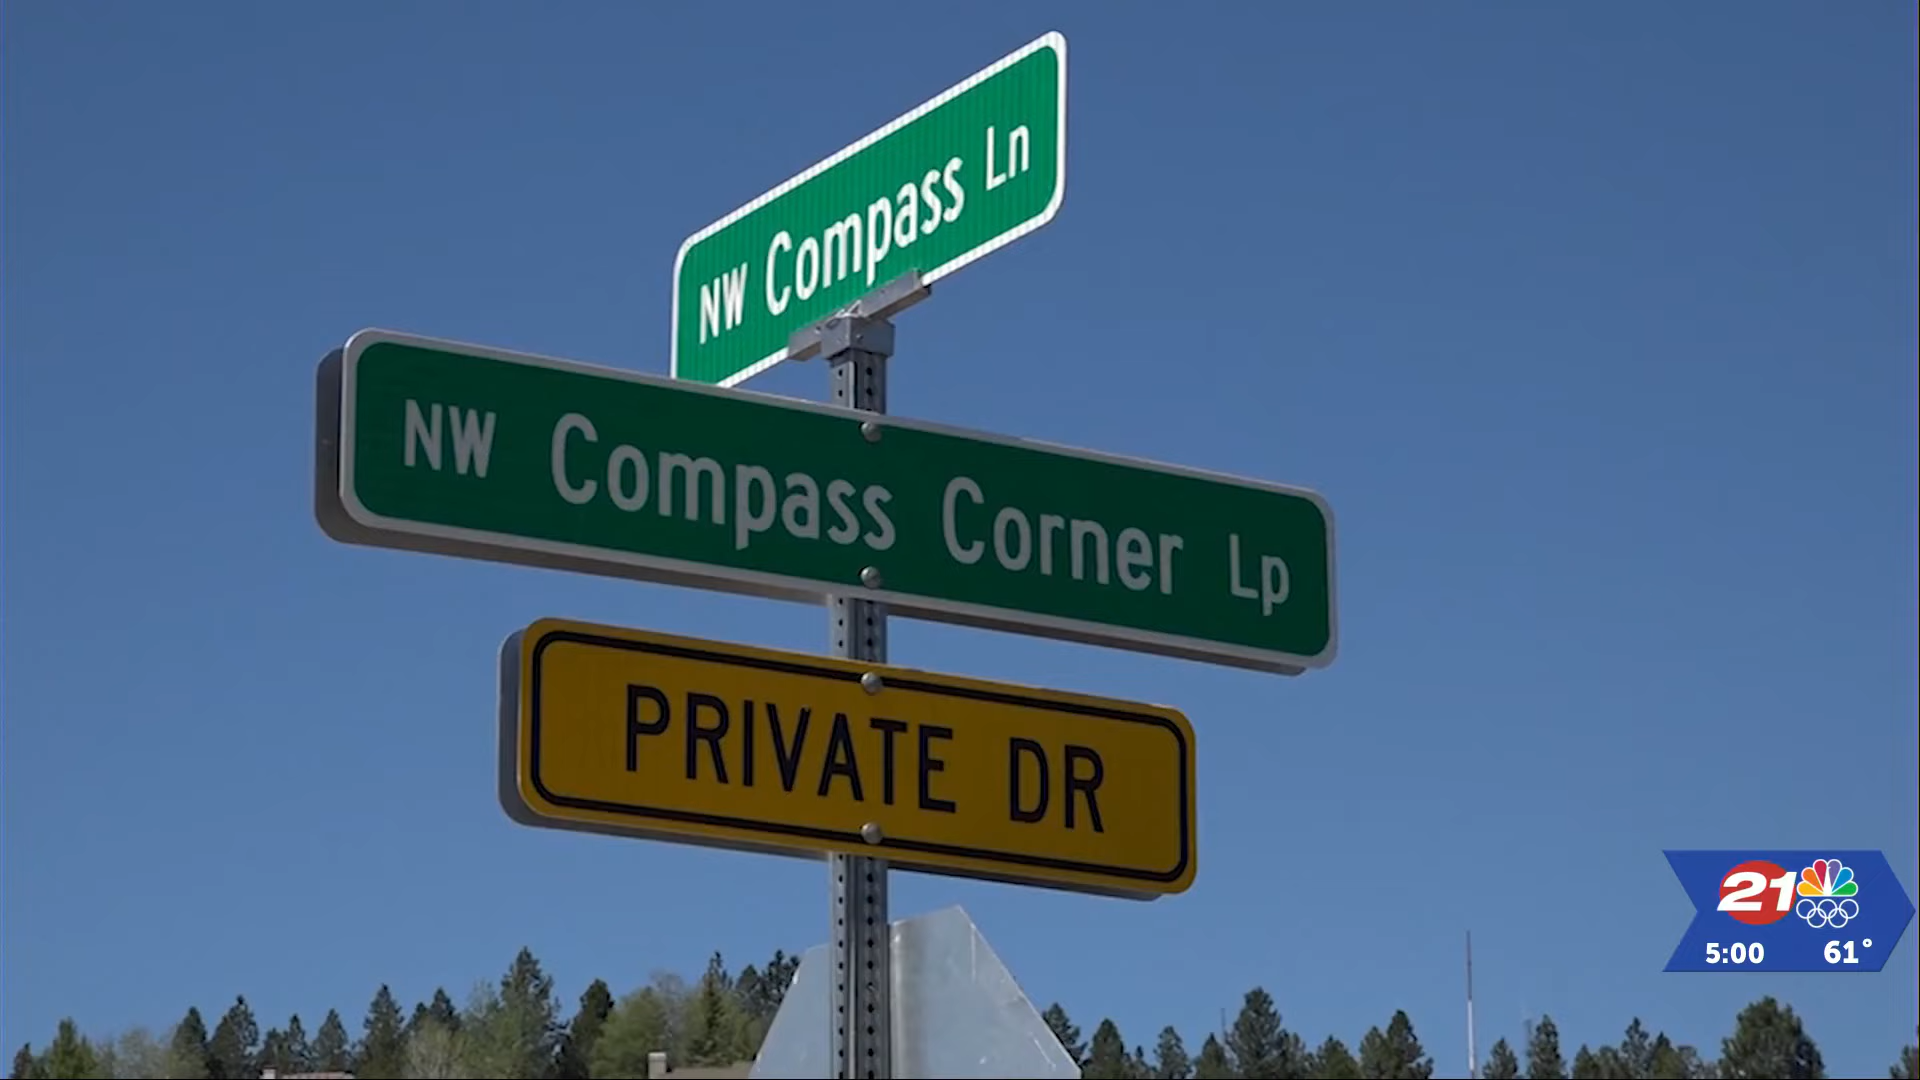 NW Compass Ln
NW Compass Corner Lp
PRIVATE DR
21
5:00 61°